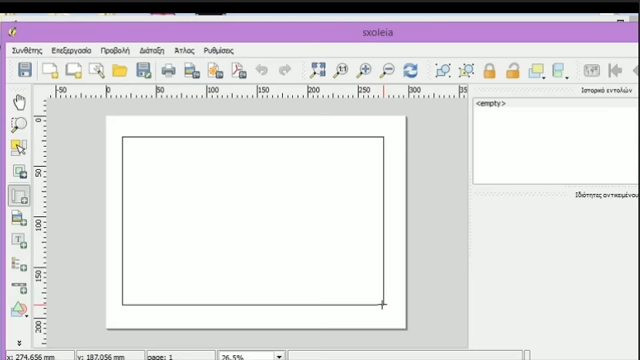 sxoleia
Συνθέτης Επεξεργασία Προβολή Διάταξη Άτλας Ρυθμίσεις
-50 0 50 100 150 200 250 300 35
Ιστορικό εντολών
<empty>
Ιδιότητες αντικειμένου
0
50
100
150
200
x: 274.656 mm y: 187.056 mm page: 1 26.5%